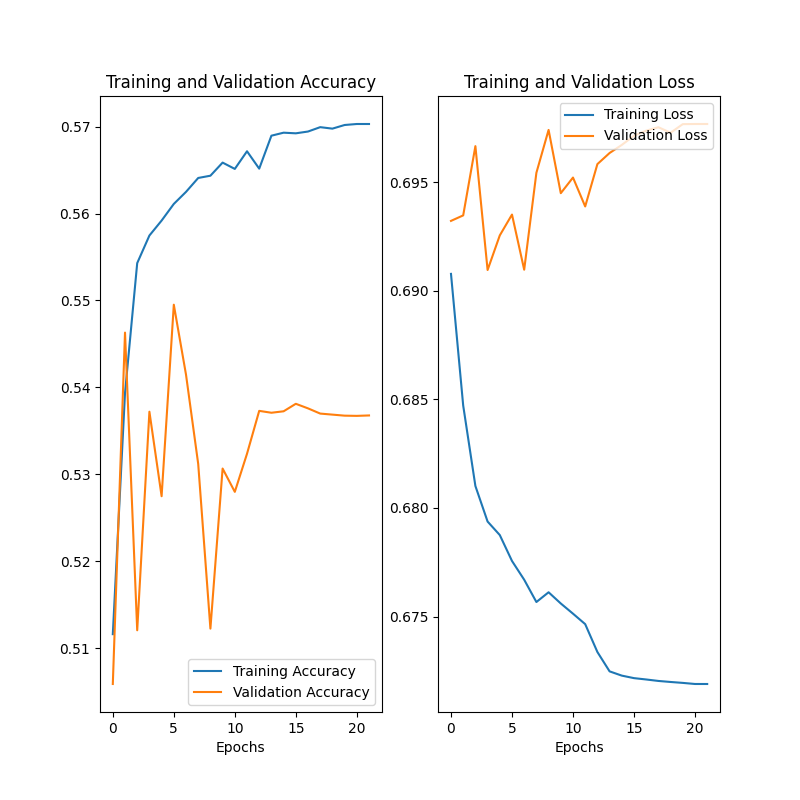 Training and Validation Accuracy
0.57
0.56
0.55
0.54
0.53
0.52
0.51
Training Accuracy
Validation Accuracy
0
5
10
15
20
Epochs
Training and Validation Loss
Training Loss
Validation Loss
0.695
0.690
0.685
0.680
0.675
0
5
10
15
20
Epochs